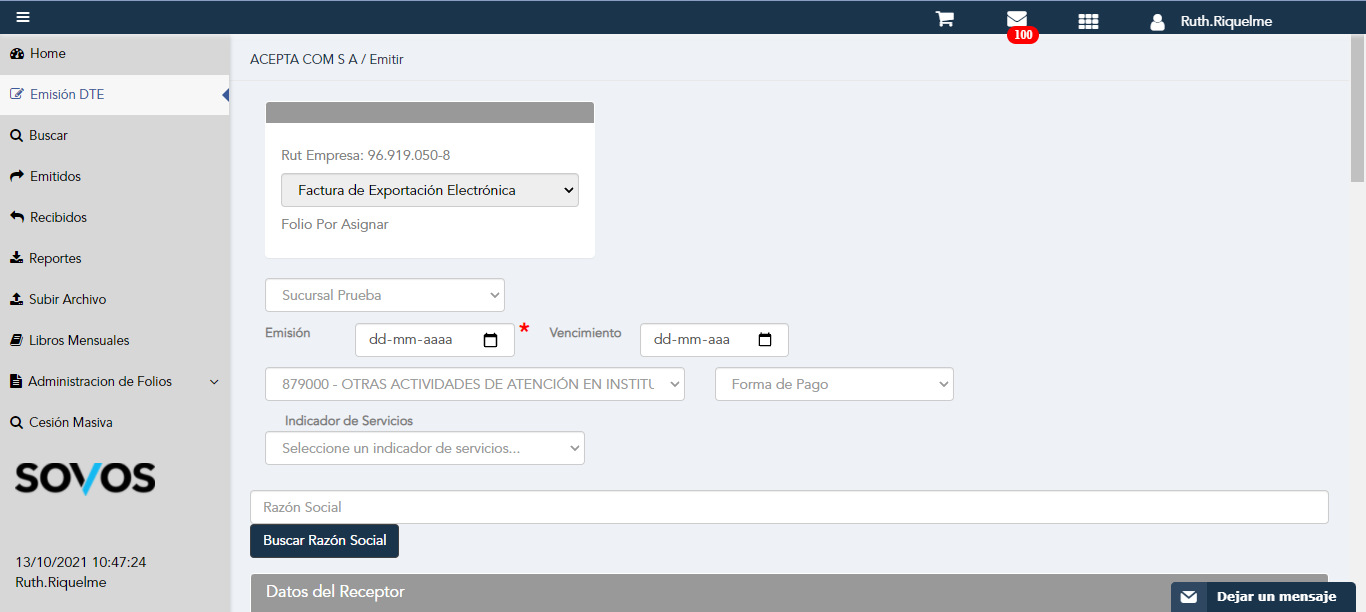 100
Ruth.Riquelme
Home
Emisión DTE
Buscar
Emitidos
Recibidos
Reportes
Subir Archivo
Libros Mensuales
Administracion de Folios
Cesión Masiva
SOVOS
13/10/2021 10:47:24
Ruth.Riquelme
ACEPTA COM S A / Emitir
Rut Empresa: 96.919.050-8
Factura de Exportación Electrónica
Folio Por Asignar
Sucursal Prueba
Emisión dd-mm-aaaa * Vencimiento dd-mm-aaa
879000 - OTRAS ACTIVIDADES DE ATENCIÓN EN INSTITU Forma de Pago
Indicador de Servicios
Seleccione un indicador de servicios...
Razón Social
Buscar Razón Social
Datos del Receptor
Dejar un mensaje